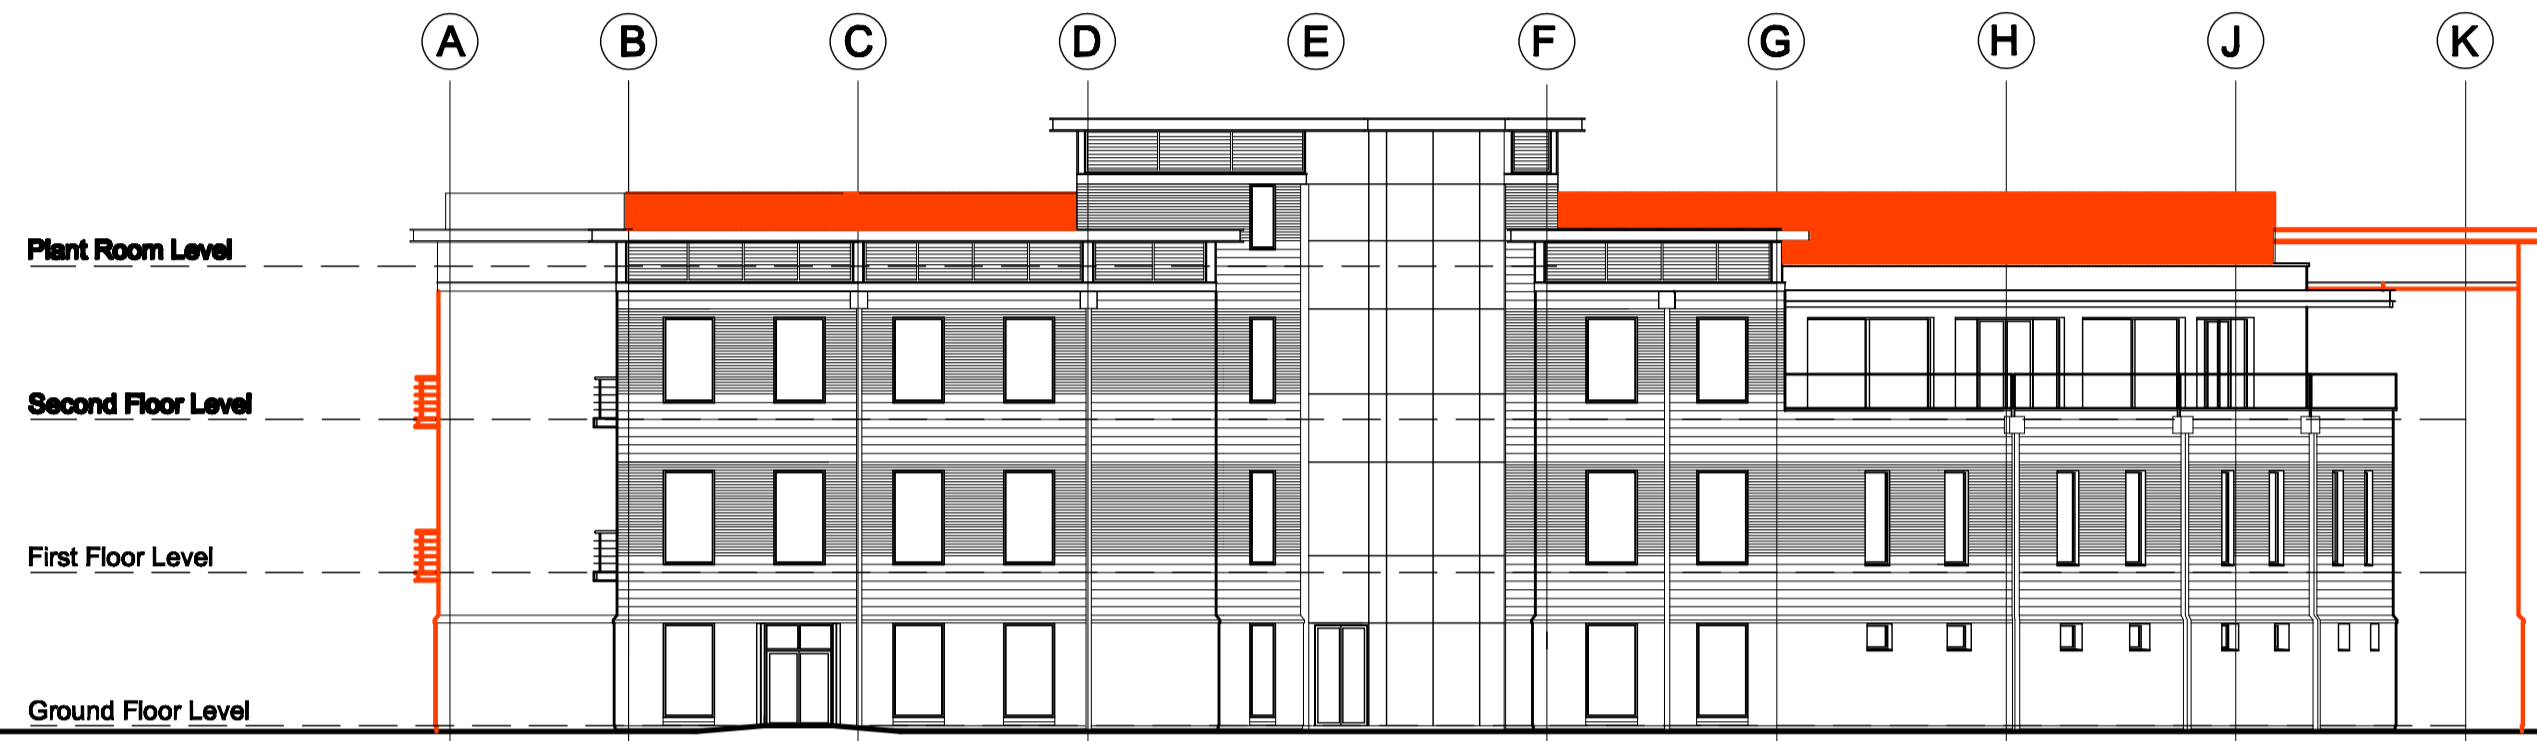 A B C D E F G H J K
Plant Room Level
Second Floor Level
First Floor Level
Ground Floor Level